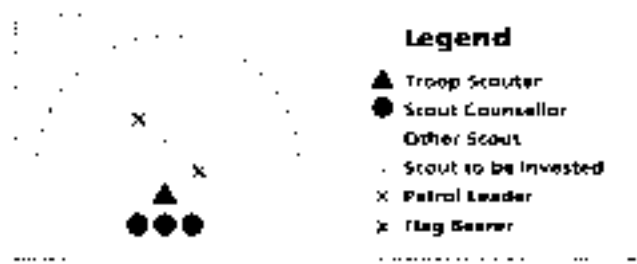 Legend
Troop Scouter
Scout Counsellor
Other Scout
Scout to be Invested
Patrol Leader
Flag Bearer